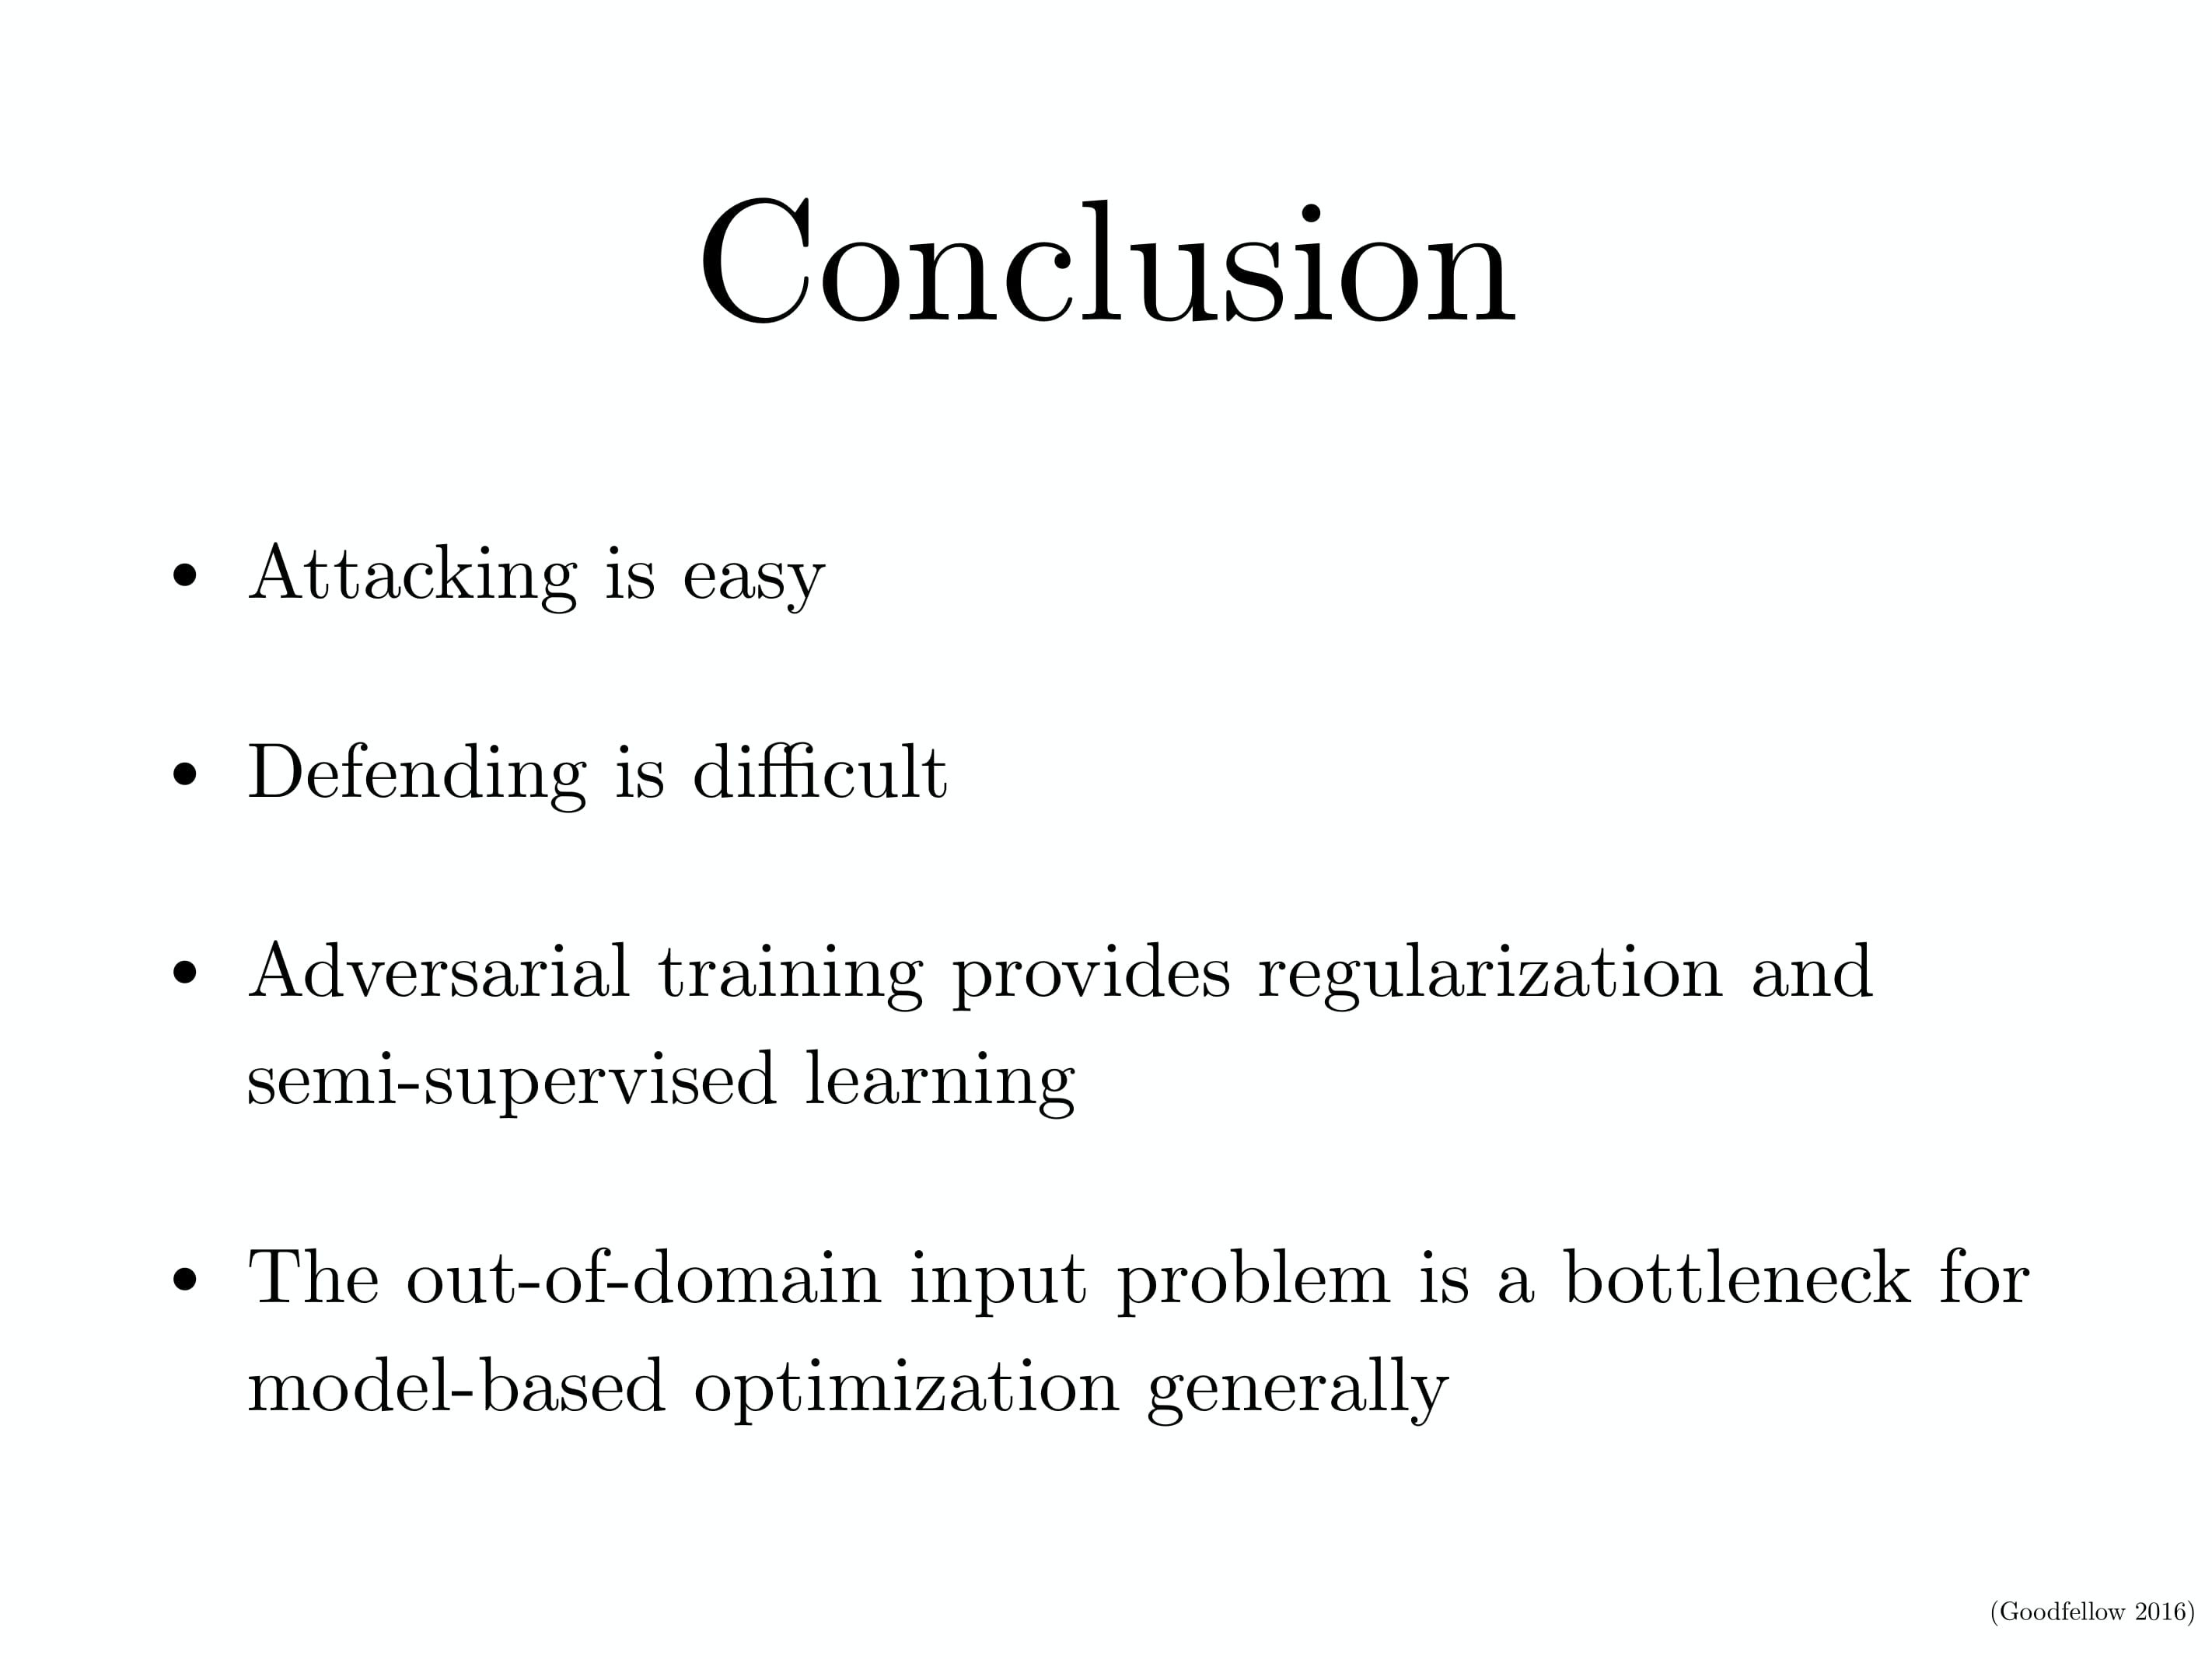 Conclusion
• Attacking is easy
• Defending is difficult
• Adversarial training provides regularization and
semi-supervised learning
• The out-of-domain input problem is a bottleneck for
model-based optimization generally
(Goodfellow 2016)